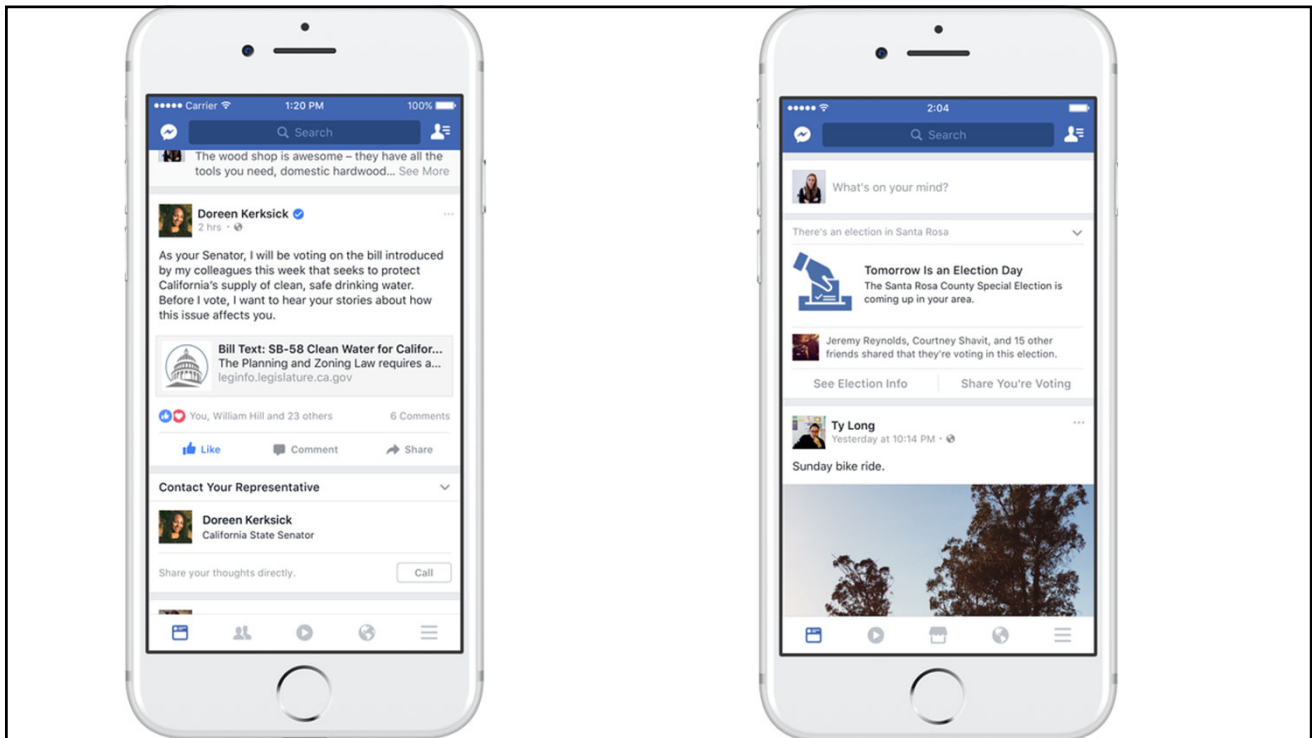 Carrier 1:20 PM 100%
Search
The wood shop is awesome – they have all the
tools you need, domestic hardwood... See More
Doreen Kerksick
2 hrs ·
As your Senator, I will be voting on the bill introduced
by my colleagues this week that seeks to protect
California's supply of clean, safe drinking water.
Before I vote, I want to hear your stories about how
this issue affects you.
Bill Text: SB-58 Clean Water for Califor...
The Planning and Zoning Law requires a...
leginfo.legislature.ca.gov
You, William Hill and 23 others 6 Comments
Like Comment Share
Contact Your Representative
Doreen Kerksick
California State Senator
Share your thoughts directly. Call
2:04
Search
What's on your mind?
There's an election in Santa Rosa
Tomorrow Is an Election Day
The Santa Rosa County Special Election is
coming up in your area.
Jeremy Reynolds, Courtney Shavit, and 15 other
friends shared that they're voting in this election.
See Election Info Share You're Voting
Ty Long
Yesterday at 10:14 PM ·
Sunday bike ride.